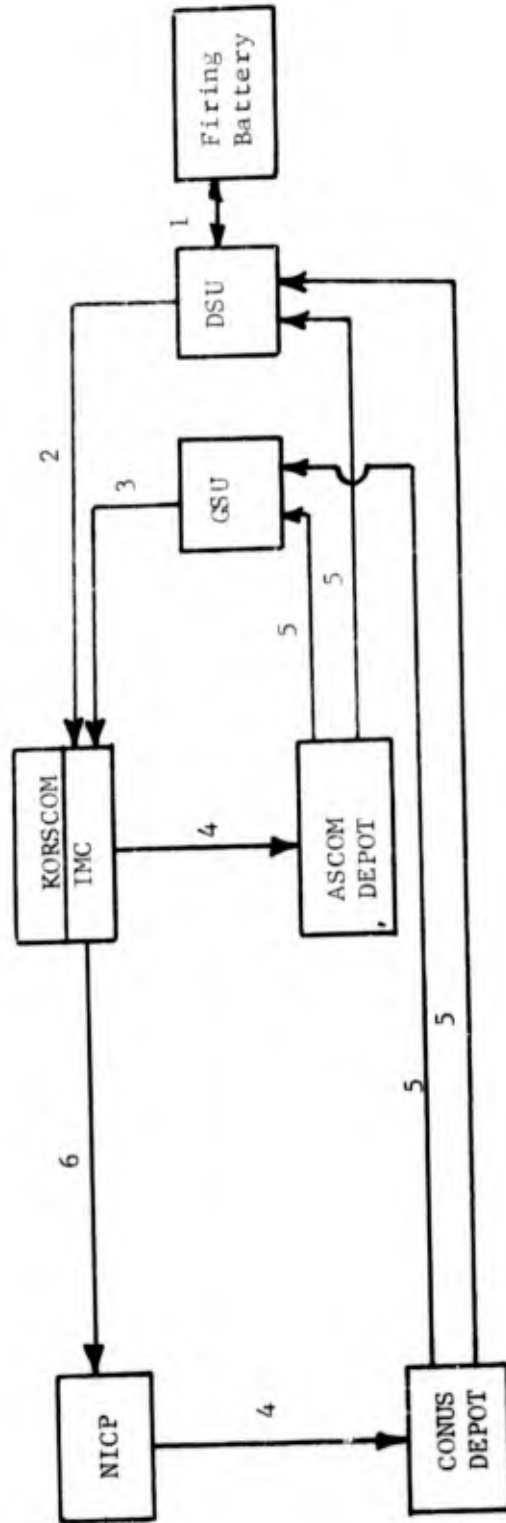 Firing
Battery
1
DSU
2
GSU
3
KORSCOM
IMC
5
5
4
ASCOM
DEPOT
6
5
5
NICP
4
CONUS
DEPOT